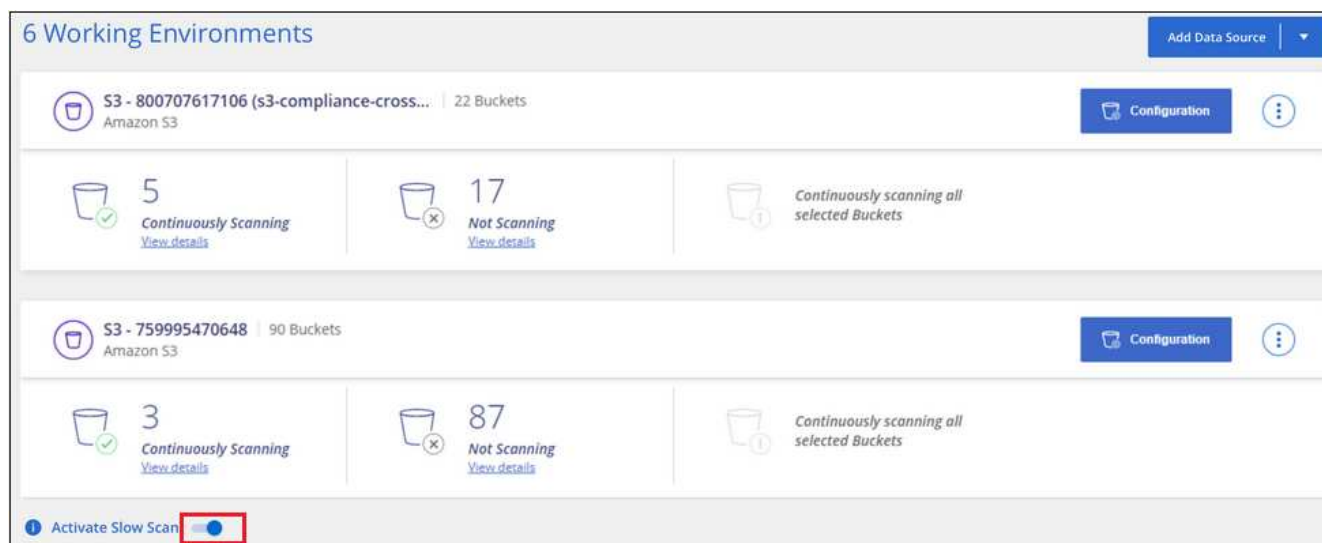 6 Working Environments
Add Data Source
S3 - 800707617106 (s3-compliance-cross... 22 Buckets
Amazon S3
Configuration
5
Continuously Scanning
View details
17
Not Scanning
View details
Continuously scanning all
selected Buckets
S3 - 759995470648 90 Buckets
Amazon S3
Configuration
3
Continuously Scanning
View details
87
Not Scanning
View details
Continuously scanning all
selected Buckets
Activate Slow Scan